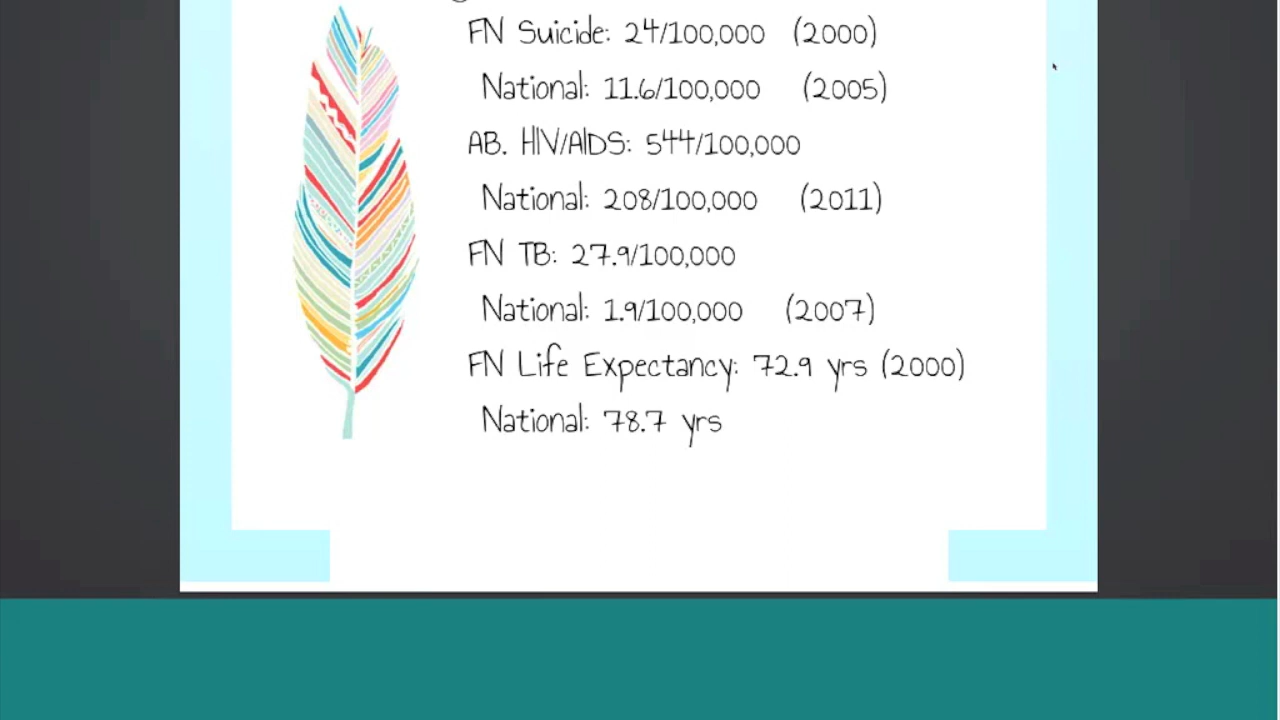 FN Suicide: 24/100,000 (2000)
National: 11.6/100,000 (2005)
AB. HIV/AIDS: 544/100,000
National: 208/100,000 (2011)
FN TB: 27.9/100,000
National: 1.9/100,000 (2007)
FN Life Expectancy: 72.9 yrs (2000)
National: 78.7 yrs